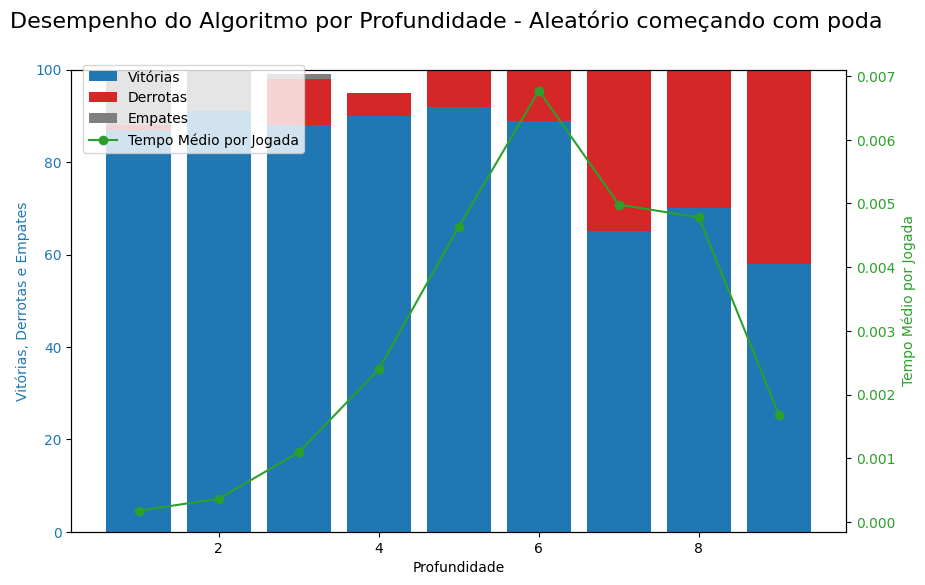 Desempenho do Algoritmo por Profundidade - Aleatório começando com poda
Vitórias
Derrotas
Empates
Tempo Médio por Jogada
Vitórias, Derrotas e Empates
100
80
60
40
20
0
2
4
6
8
Profundidade
0.007
0.006
0.005
0.004
0.003
0.002
0.001
0.000
Tempo Médio por Jogada